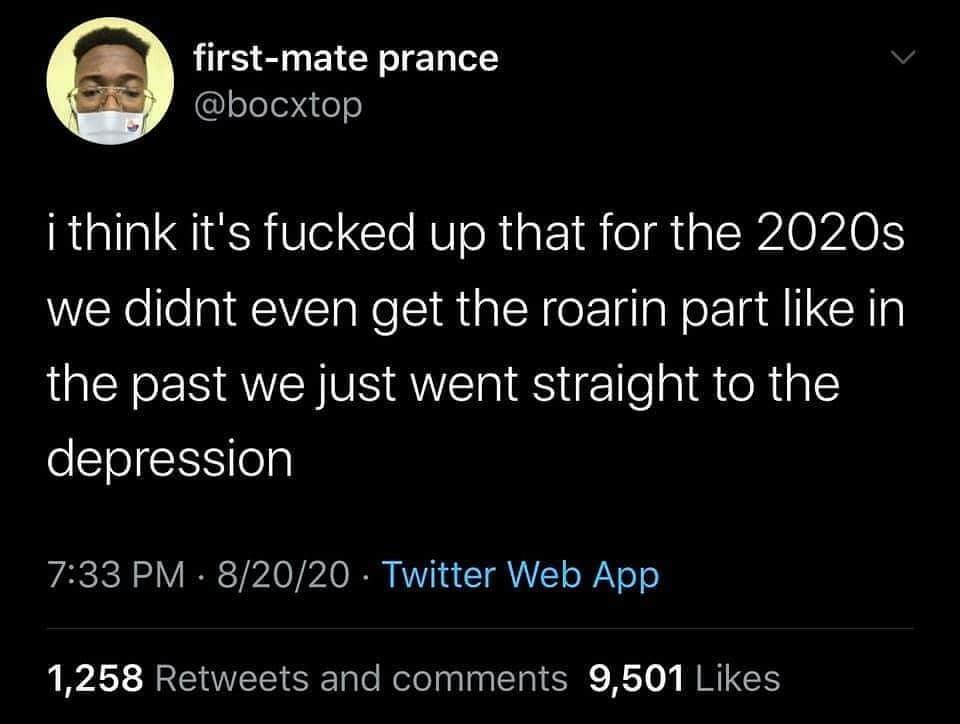 first-mate prance
@bocxtop
i think it's fucked up that for the 2020s
we didnt even get the roarin part like in
the past we just went straight to the
depression
7:33 PM · 8/20/20 · Twitter Web App
1,258 Retweets and comments 9,501 Likes